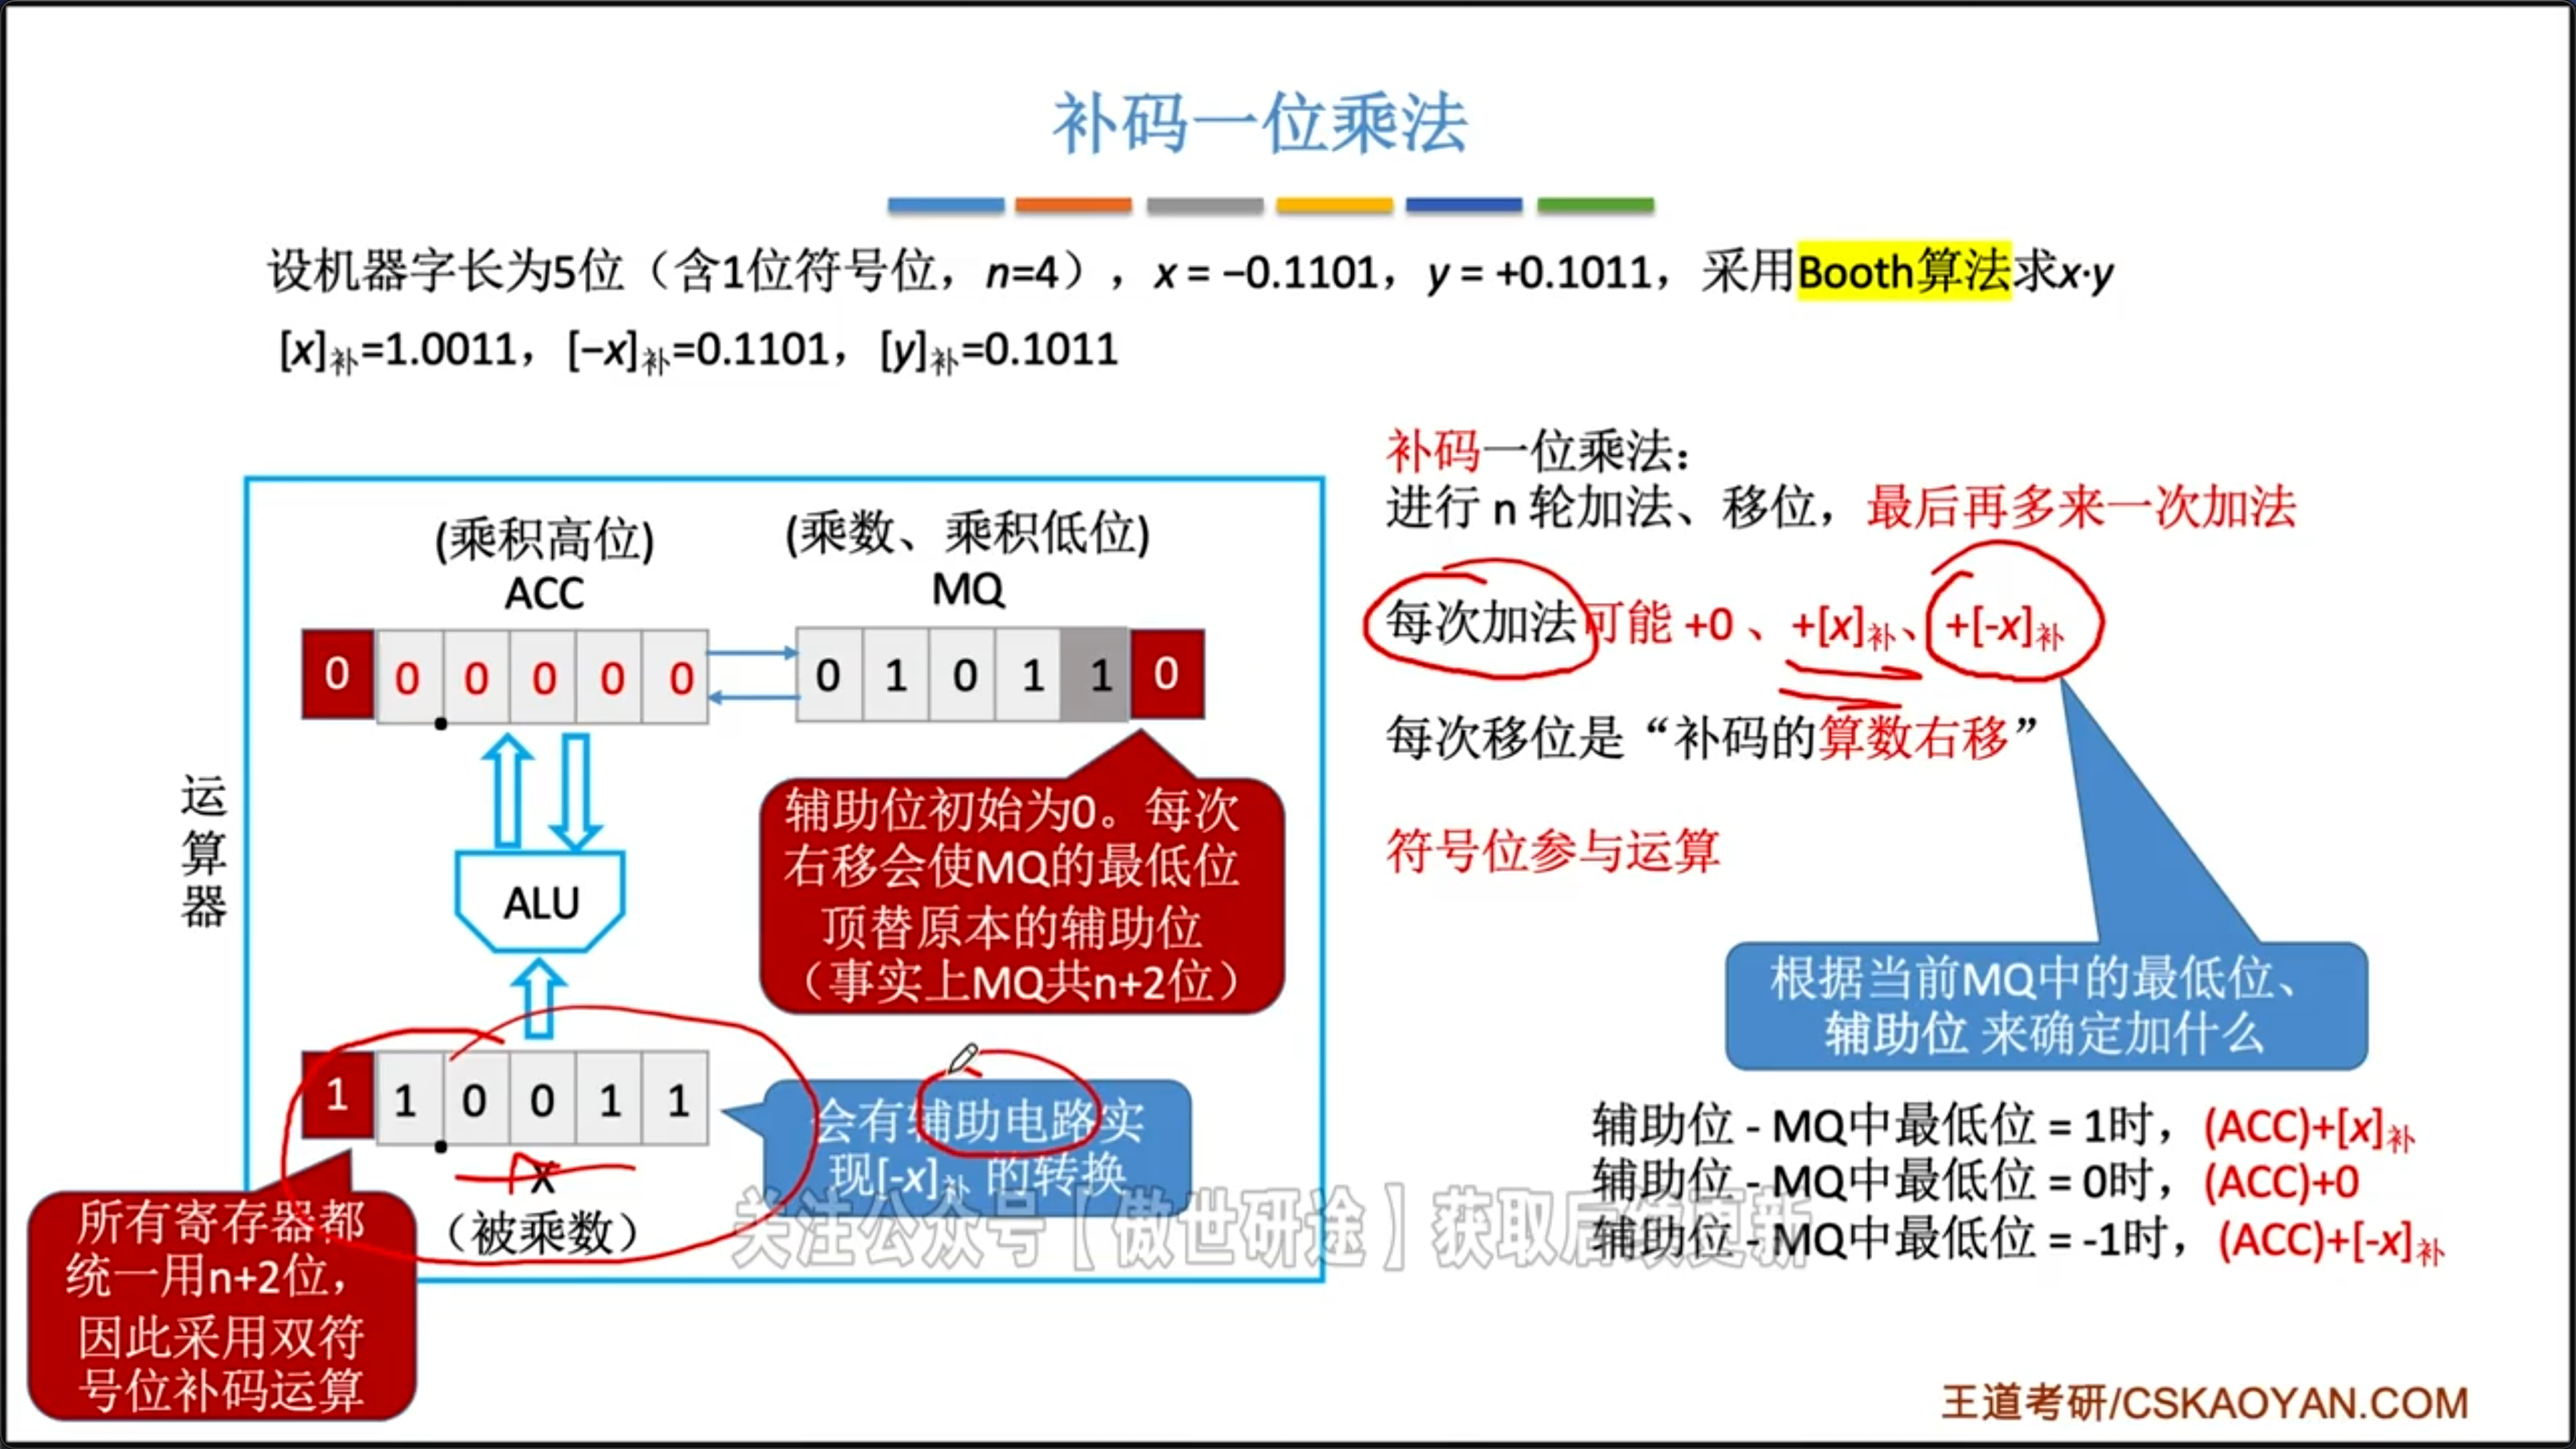 补码一位乘法
设机器字长为5位（含1位符号位，n=4），x = −0.1101，y = +0.1011，采用Booth算法求x·y
[x]补=1.0011，[−x]补=0.1101，[y]补=0.1011
补码一位乘法：
进行 n 轮加法、移位，最后再多来一次加法
每次加法可能 +0 、+[x]补、+[-x]补
每次移位是“补码的算数右移”
符号位参与运算
根据当前MQ中的最低位、
辅助位 来确定加什么
辅助位 - MQ中最低位 = 1时，(ACC)+[x]补
辅助位 - MQ中最低位 = 0时，(ACC)+0
辅助位 - MQ中最低位 = -1时，(ACC)+[-x]补
运算器
(乘积高位)
ACC
(乘数、乘积低位)
MQ
0 0 0 0 0 0
0 1 0 1 1 0
辅助位初始为0。每次
右移会使MQ的最低位
顶替原本的辅助位
（事实上MQ共n+2位）
ALU
1 1 0 0 1 1
X
（被乘数）
会有辅助电路实
现[-x]补 的转换
所有寄存器都
统一用n+2位，
因此采用双符
号位补码运算
关注公众号【傲世研途】获取后续更新
王道考研/CSKAOYAN.COM